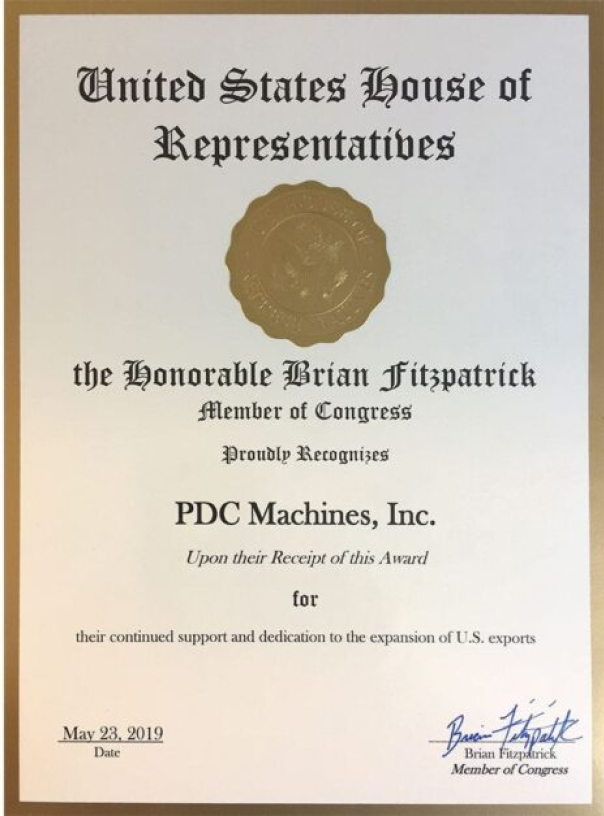 United States House of
Representatives
the Honorable Brian Fitzpatrick
Member of Congress
Proudly Recognizes
PDC Machines, Inc.
Upon their Receipt of this Award
for
their continued support and dedication to the expansion of U.S. exports
May 23, 2019
Date
Brian Fitzpatrick
Brian Fitzpatrick
Member of Congress